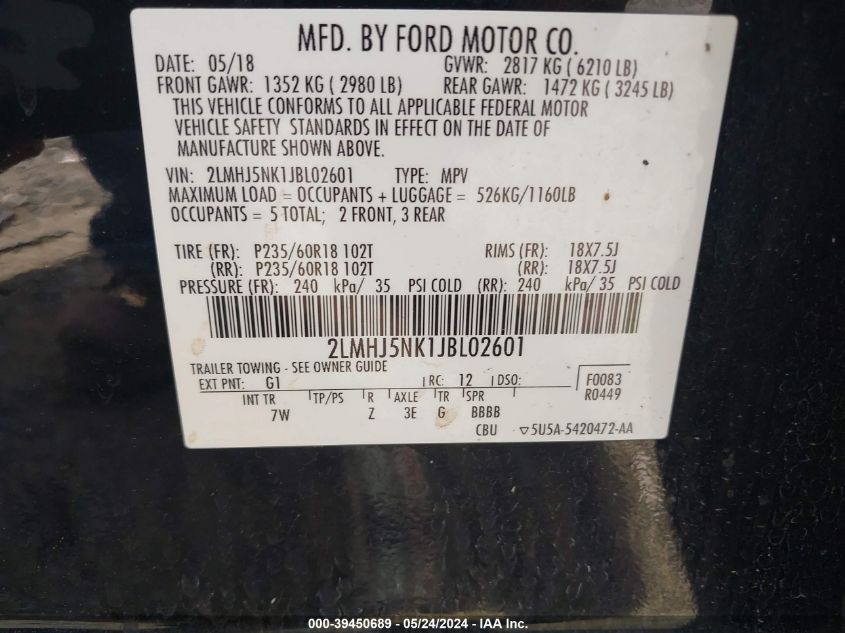 MFD. BY FORD MOTOR CO.
DATE: 05/18 GVWR: 2817 KG ( 6210 LB)
FRONT GAWR: 1352 KG ( 2980 LB) REAR GAWR: 1472 KG ( 3245 LB)
THIS VEHICLE CONFORMS TO ALL APPLICABLE FEDERAL MOTOR
VEHICLE SAFETY STANDARDS IN EFFECT ON THE DATE OF
MANUFACTURE SHOWN ABOVE.
VIN: 2LMHJ5NK1JBL02601 TYPE: MPV
MAXIMUM LOAD = OCCUPANTS + LUGGAGE = 526KG/1160LB
OCCUPANTS = 5 TOTAL; 2 FRONT, 3 REAR
TIRE (FR): P235/60R18 102T RIMS (FR): 18X7.5J
(RR): P235/60R18 102T (RR): 18X7.5J
PRESSURE (FR): 240 kPa/ 35 PSI COLD (RR): 240 kPa/ 35 PSI COLD
2LMHJ5NK1JBL02601
TRAILER TOWING - SEE OWNER GUIDE
EXT PNT: G1 RC: 12 DSO: F0083
INT TR TP/PS R AXLE TR SPR R0449
7W Z 3E G BBBB
CBU ▽5U5A-5420472-AA
000-39450689 - 05/24/2024 - IAA Inc.